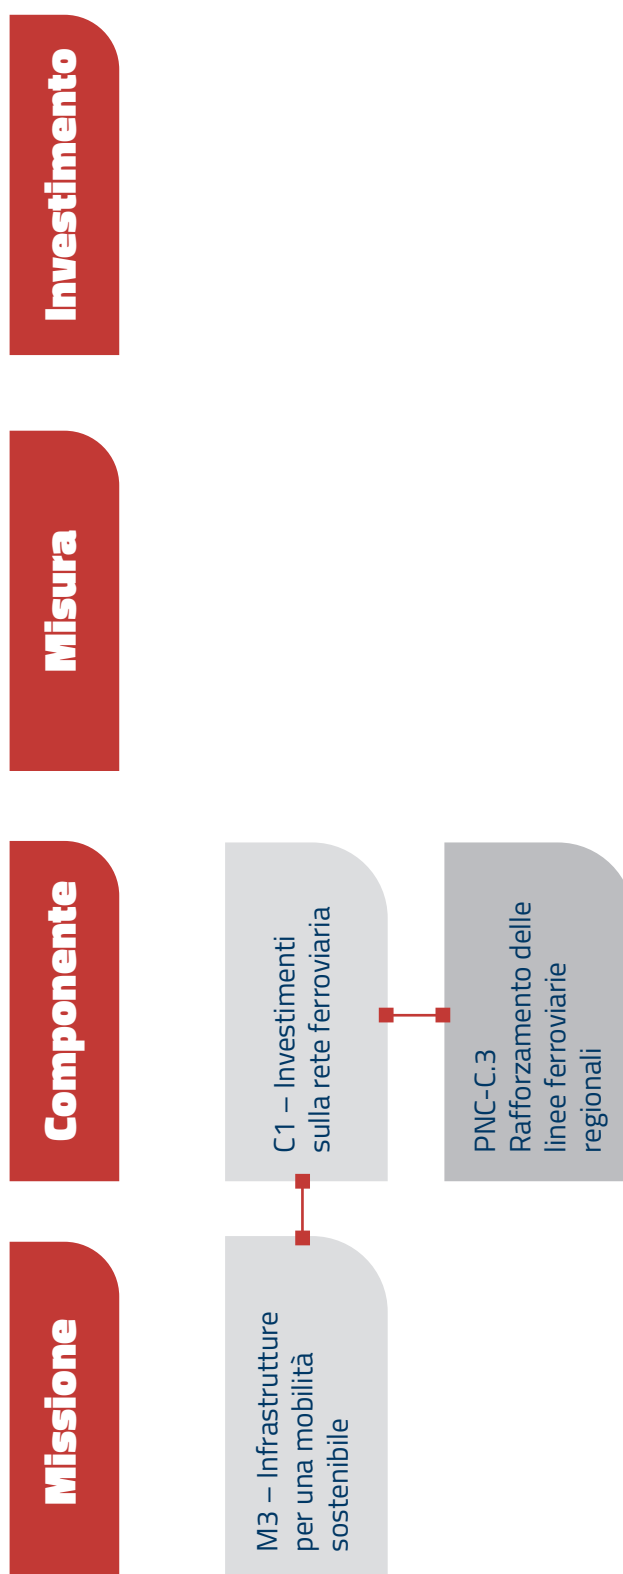 Missione
Componente
Misura
Investimento
M3 – Infrastrutture
per una mobilità
sostenibile
C1 – Investimenti
sulla rete ferroviaria
PNC-C.3
Rafforzamento delle
linee ferroviarie
regionali